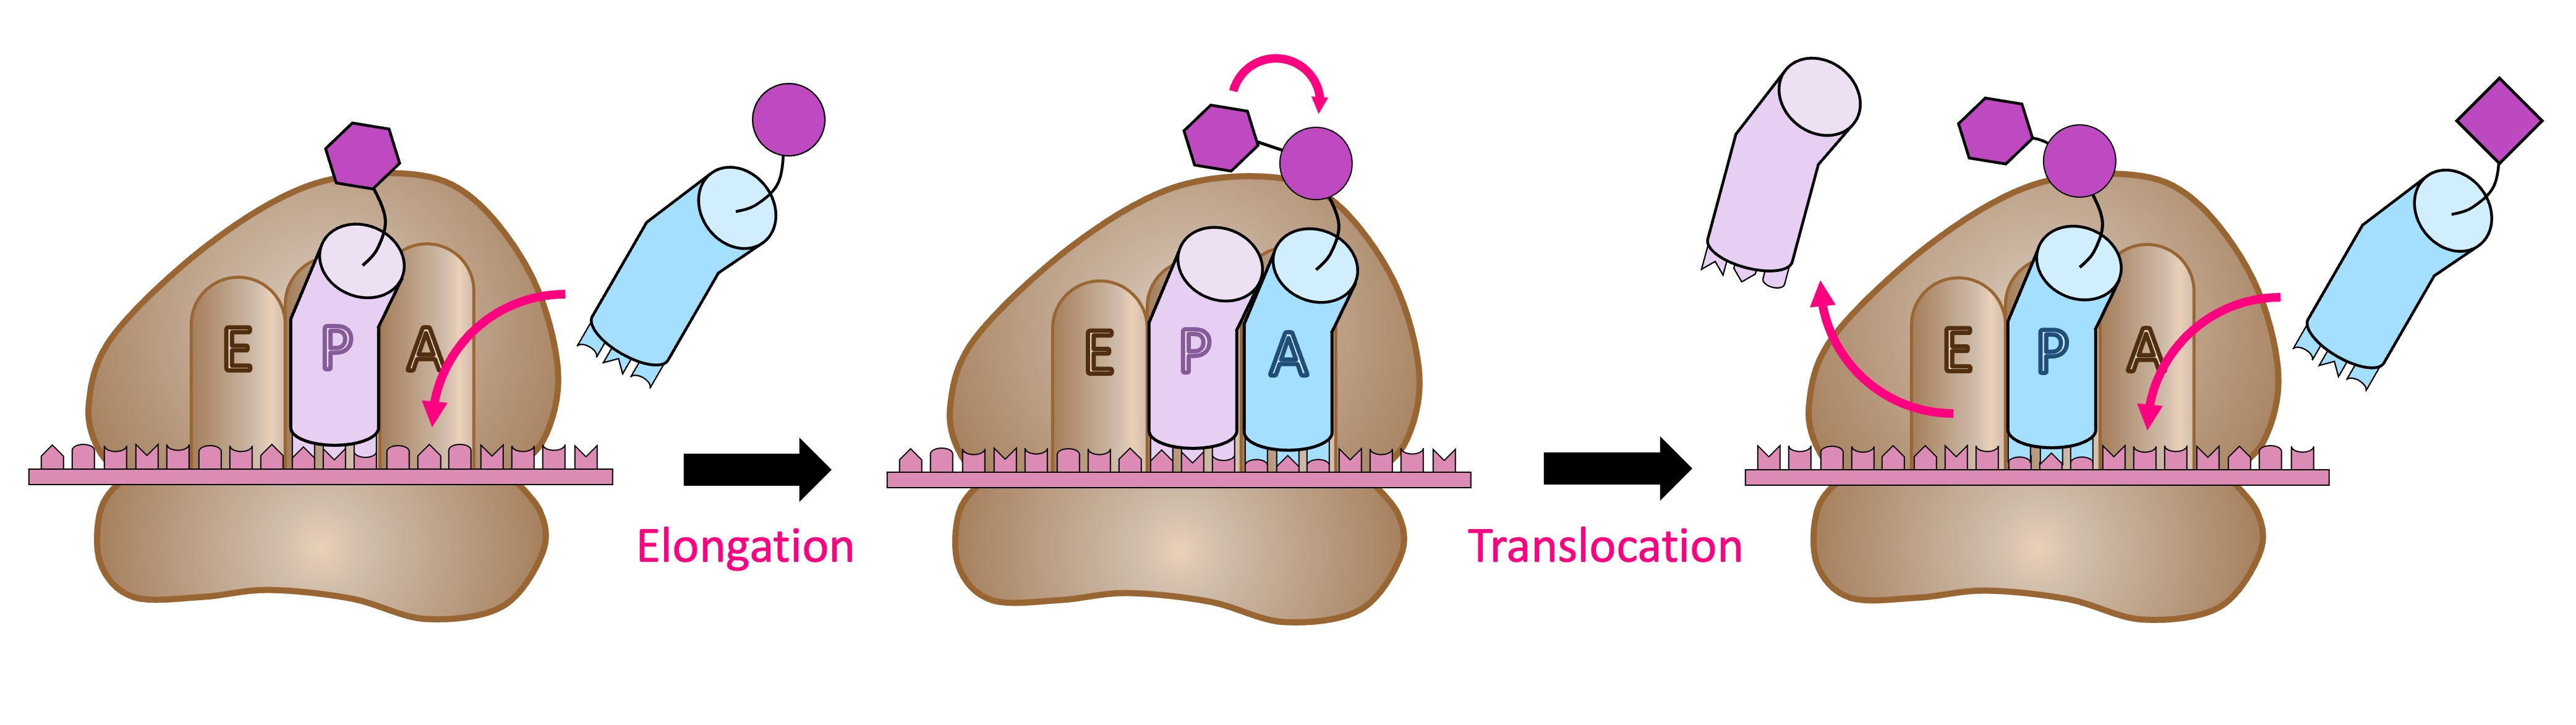 E P A
Elongation
E P A
Translocation
E P A